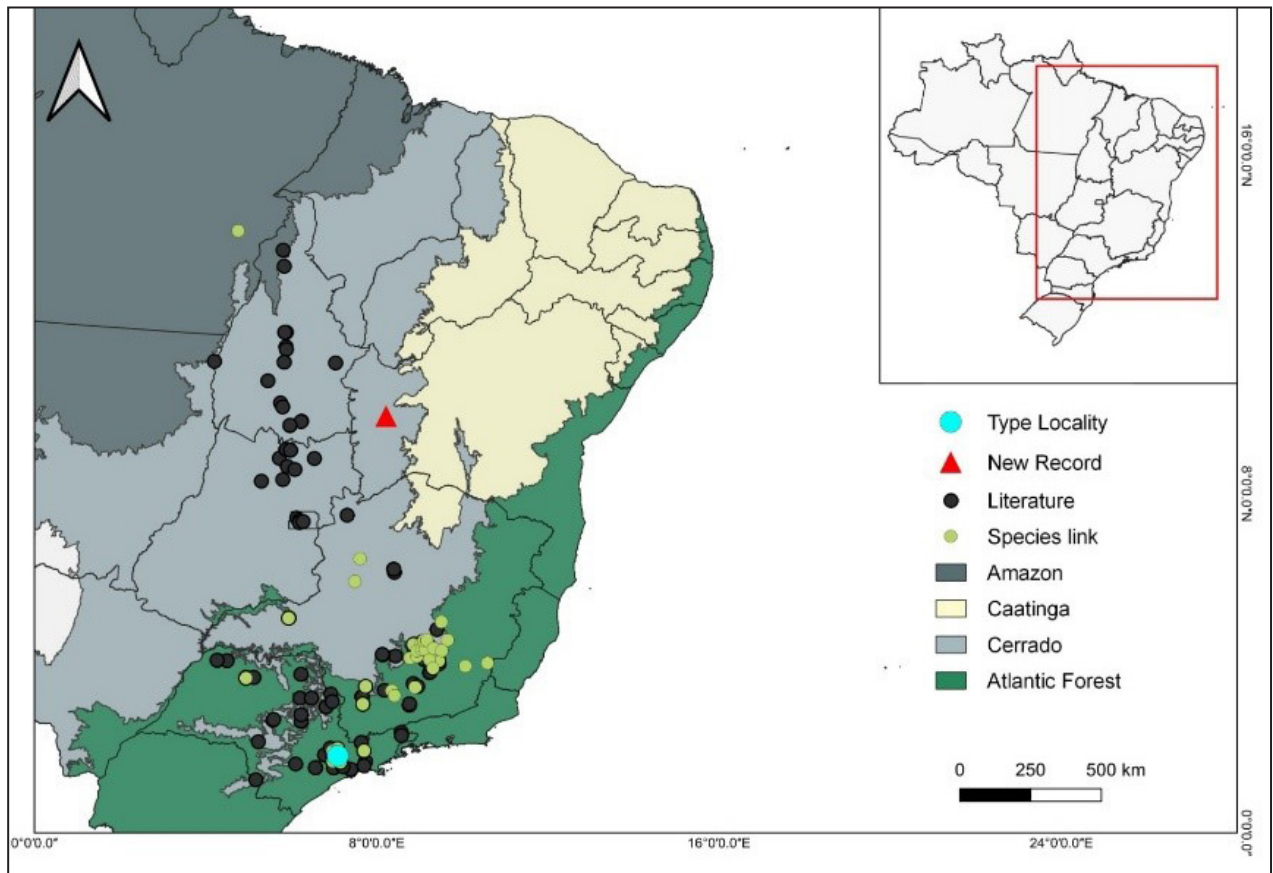 16°0'0.0"N
Type Locality
New Record
Literature
8°0'0.0"N
Species link
Amazon
Caatinga
Cerrado
Atlantic Forest
0 250 500 km
0°0'0.0"
0°0'0.0" 8°0'0.0"E 16°0'0.0"E 24°0'0.0"E